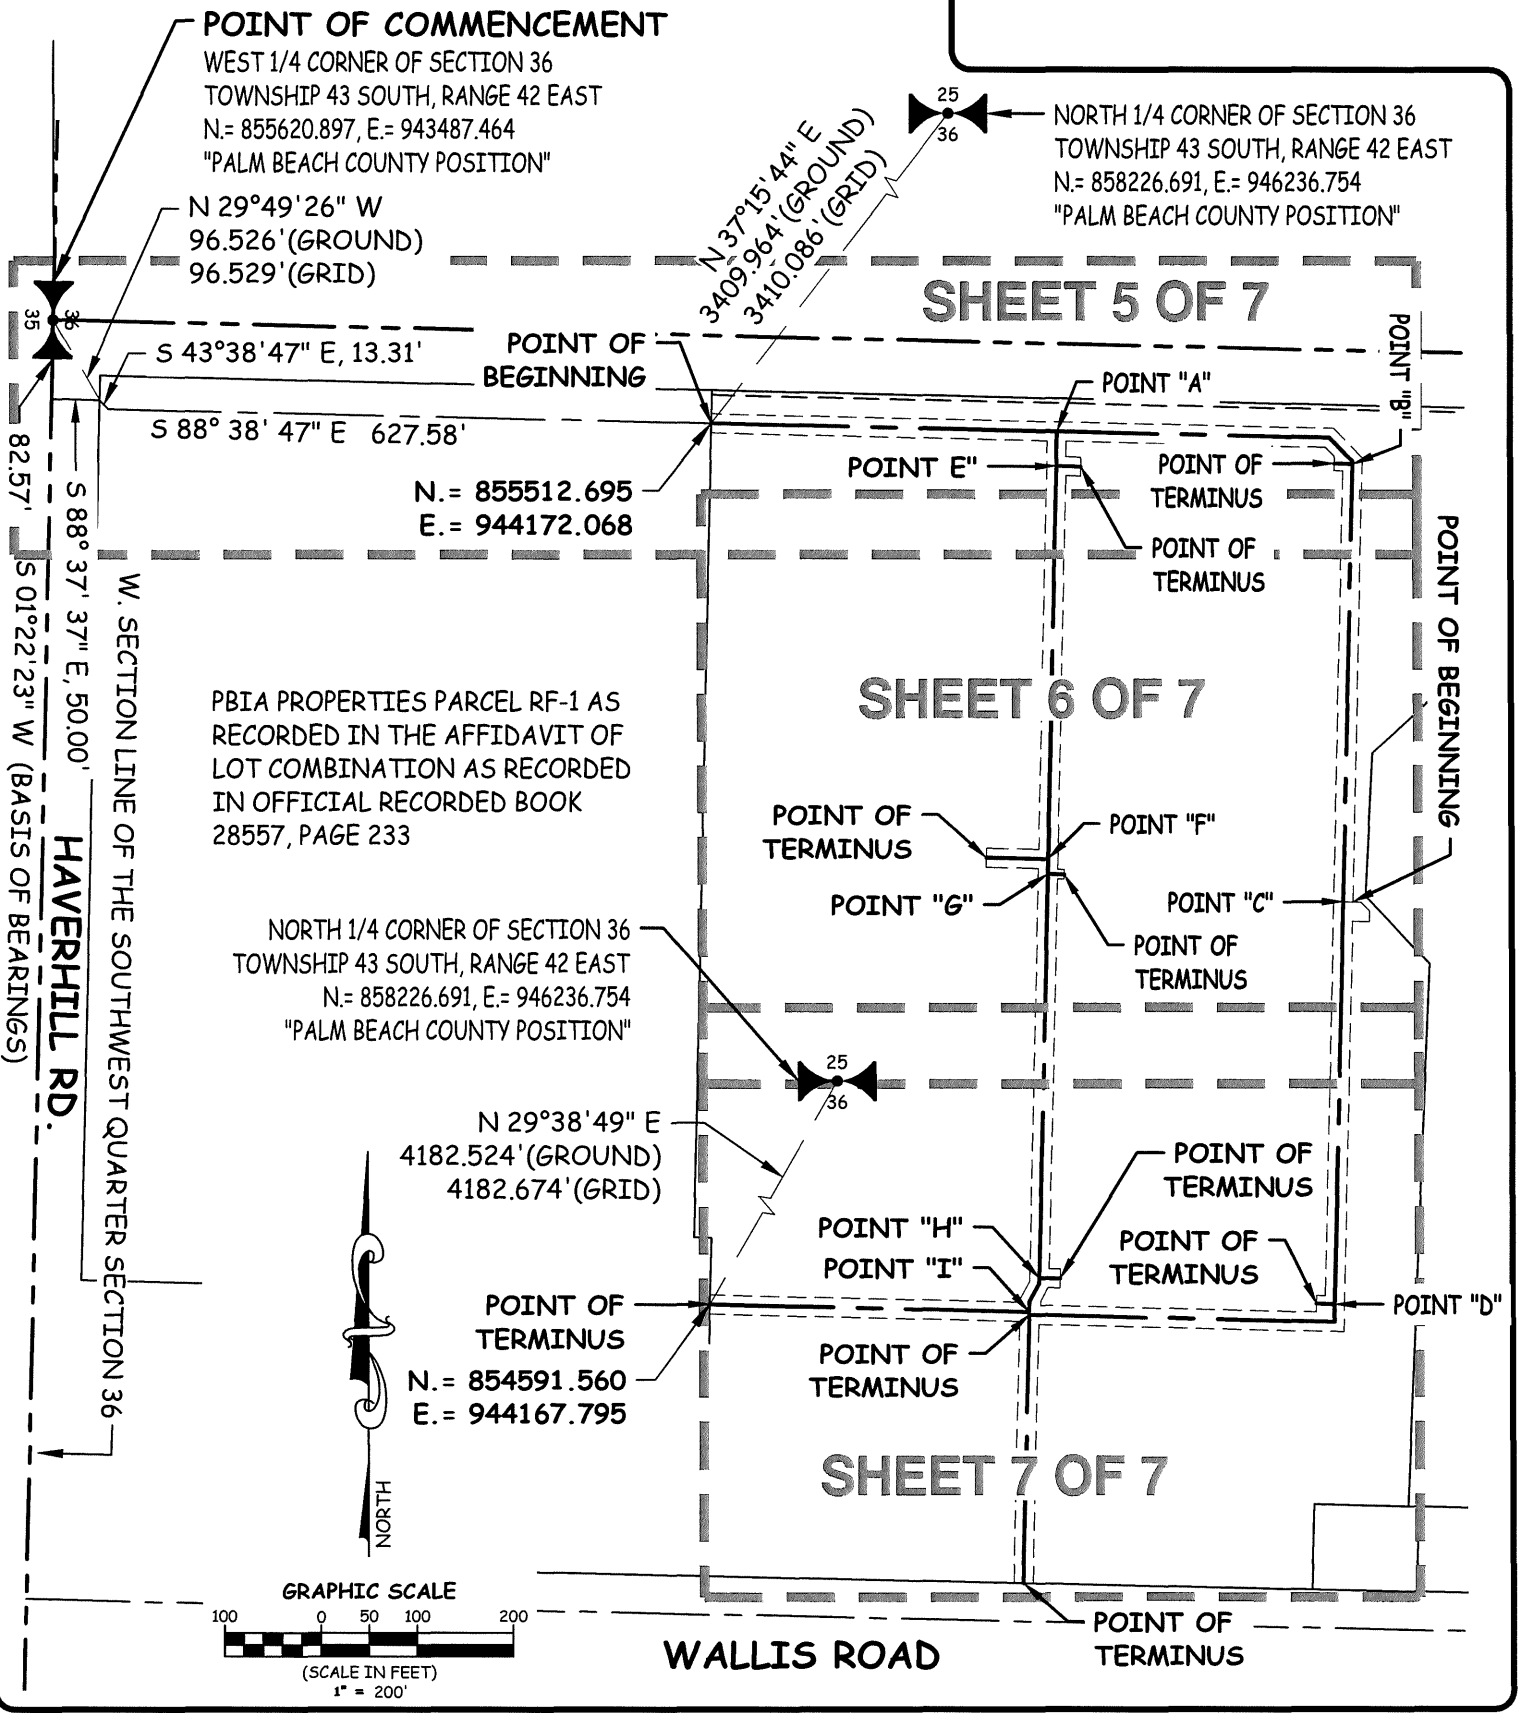 POINT OF COMMENCEMENT
WEST 1/4 CORNER OF SECTION 36
TOWNSHIP 43 SOUTH, RANGE 42 EAST
N.= 855620.897, E.= 943487.464
"PALM BEACH COUNTY POSITION"
N 29°49'26" W
96.526'(GROUND)
96.529'(GRID)
25
36
NORTH 1/4 CORNER OF SECTION 36
TOWNSHIP 43 SOUTH, RANGE 42 EAST
N.= 858226.691, E.= 946236.754
"PALM BEACH COUNTY POSITION"
N 37°15'44" E
3409.964'(GROUND)
3410.086'(GRID)
SHEET 5 OF 7
35
36
S 43°38'47" E, 13.31'
POINT OF
BEGINNING
S 88° 38' 47" E 627.58'
N.= 855512.695
E.= 944172.068
POINT "A"
POINT "B"
POINT E"
POINT OF
TERMINUS
POINT OF
TERMINUS
82.57'
S 01°22'23" W (BASIS OF BEARINGS)
S 88° 37' 37" E, 50.00'
HAVERHILL RD.
W. SECTION LINE OF THE SOUTHWEST QUARTER SECTION 36
PBIA PROPERTIES PARCEL RF-1 AS
RECORDED IN THE AFFIDAVIT OF
LOT COMBINATION AS RECORDED
IN OFFICIAL RECORDED BOOK
28557, PAGE 233
SHEET 6 OF 7
POINT OF BEGINNING
POINT OF
TERMINUS
POINT "F"
POINT "G"
POINT "C"
POINT OF
TERMINUS
NORTH 1/4 CORNER OF SECTION 36
TOWNSHIP 43 SOUTH, RANGE 42 EAST
N.= 858226.691, E.= 946236.754
"PALM BEACH COUNTY POSITION"
25
36
N 29°38'49" E
4182.524'(GROUND)
4182.674'(GRID)
POINT OF
TERMINUS
POINT "H"
POINT "I"
POINT OF
TERMINUS
POINT "D"
POINT OF
TERMINUS
N.= 854591.560
E.= 944167.795
POINT OF
TERMINUS
SHEET 7 OF 7
NORTH
GRAPHIC SCALE
100 0 50 100 200
(SCALE IN FEET)
1" = 200'
WALLIS ROAD
POINT OF
TERMINUS